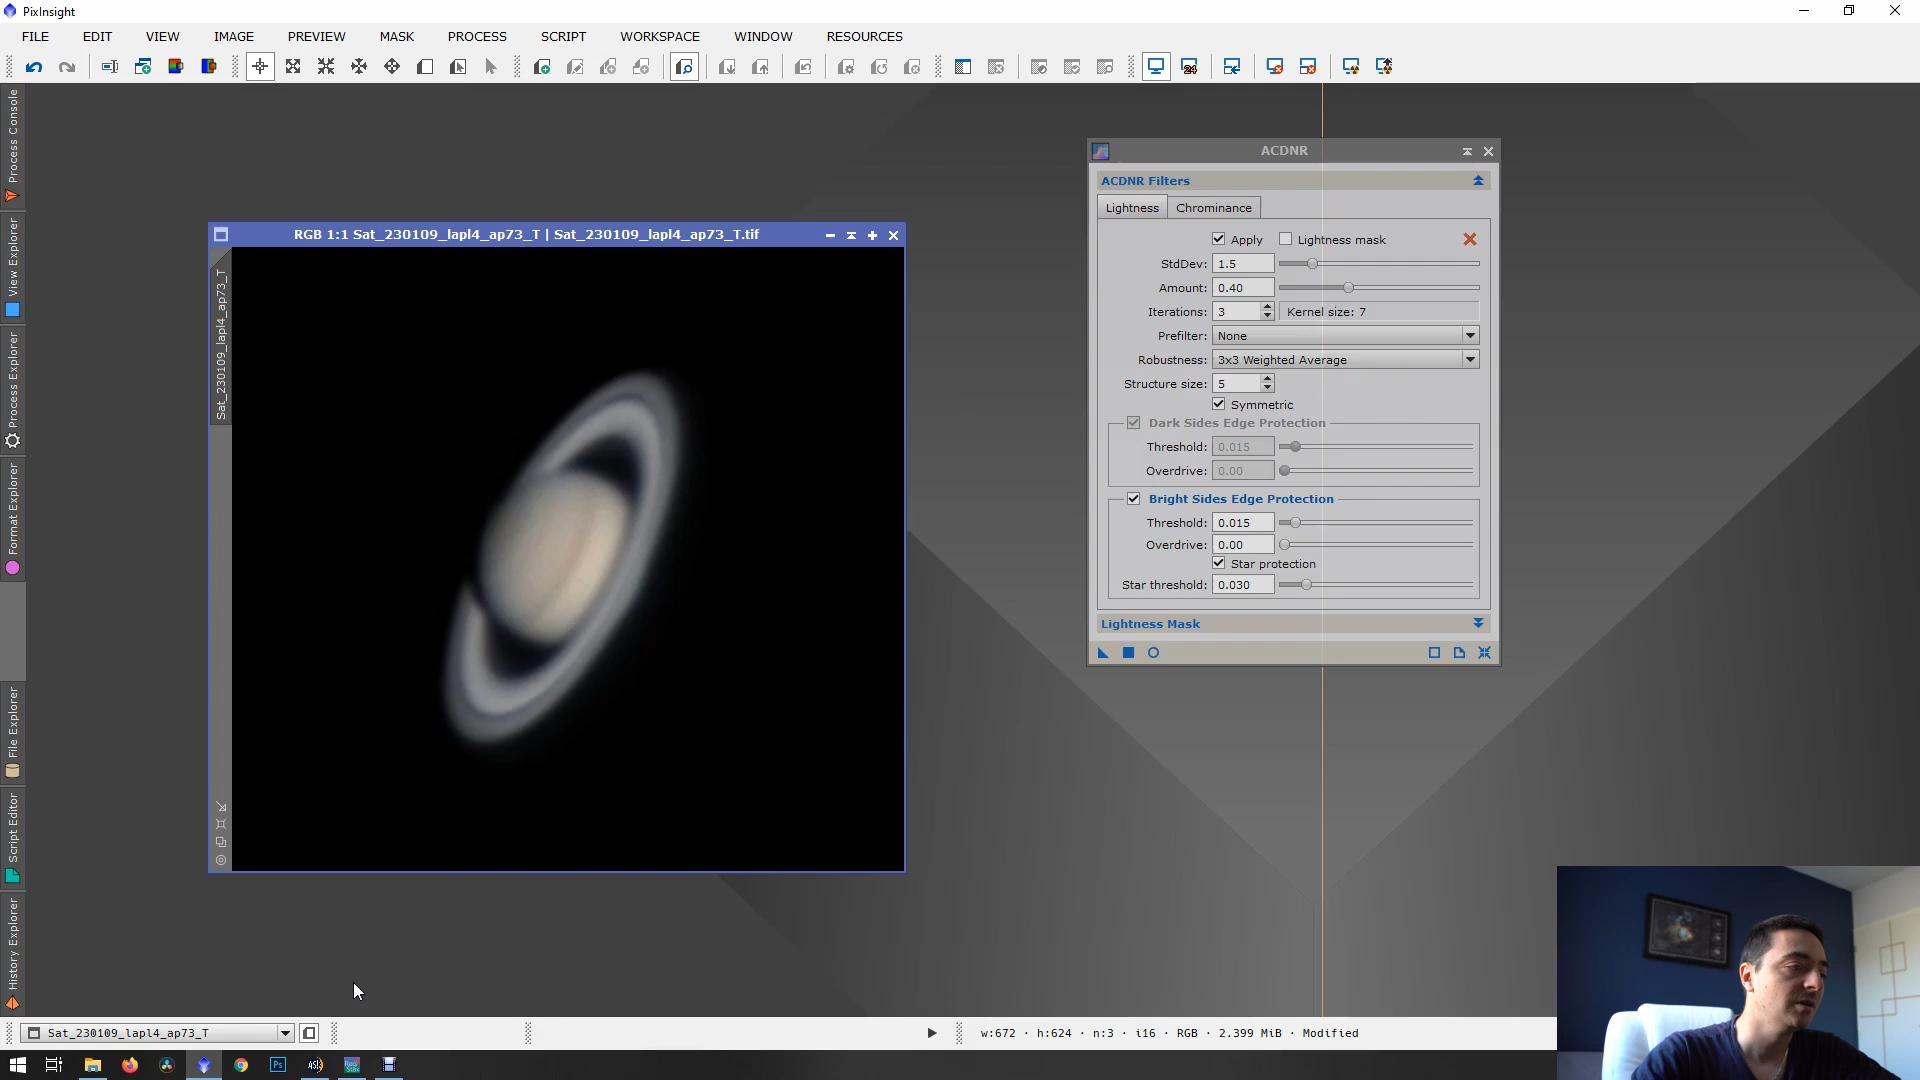 PixInsight
FILE EDIT VIEW IMAGE PREVIEW MASK PROCESS SCRIPT WORKSPACE WINDOW RESOURCES
24
Process Console
View Explorer
Process Explorer
Format Explorer
File Explorer
Script Editor
History Explorer
RGB 1:1 Sat_230109_lapl4_ap73_T | Sat_230109_lapl4_ap73_T.tif
Sat_230109_lapl4_ap73_T
ACDNR
ACDNR Filters
Lightness Chrominance
Apply Lightness mask
StdDev: 1.5
Amount: 0.40
Iterations: 3 Kernel size: 7
Prefilter: None
Robustness: 3x3 Weighted Average
Structure size: 5
Symmetric
Dark Sides Edge Protection
Threshold: 0.015
Overdrive: 0.00
Bright Sides Edge Protection
Threshold: 0.015
Overdrive: 0.00
Star protection
Star threshold: 0.030
Lightness Mask
Sat_230109_lapl4_ap73_T
w:672 · h:624 · n:3 · i16 · RGB · 2.399 MiB · Modified
Ps